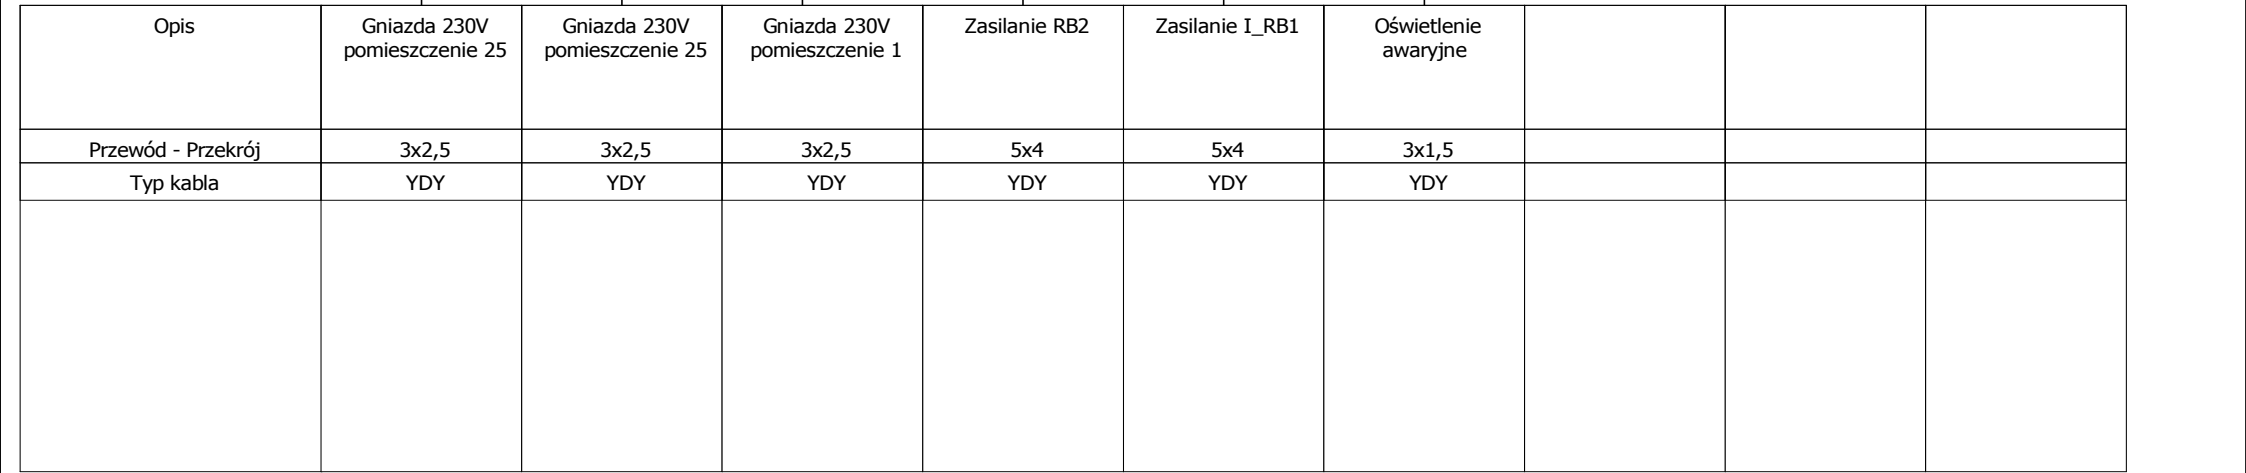 Opis
Gniazda 230V
pomieszczenie 25
Gniazda 230V
pomieszczenie 25
Gniazda 230V
pomieszczenie 1
Zasilanie RB2
Zasilanie I_RB1
Oświetlenie
awaryjne
Przewód - Przekrój 3x2,5 3x2,5 3x2,5 5x4 5x4 3x1,5
Typ kabla YDY YDY YDY YDY YDY YDY